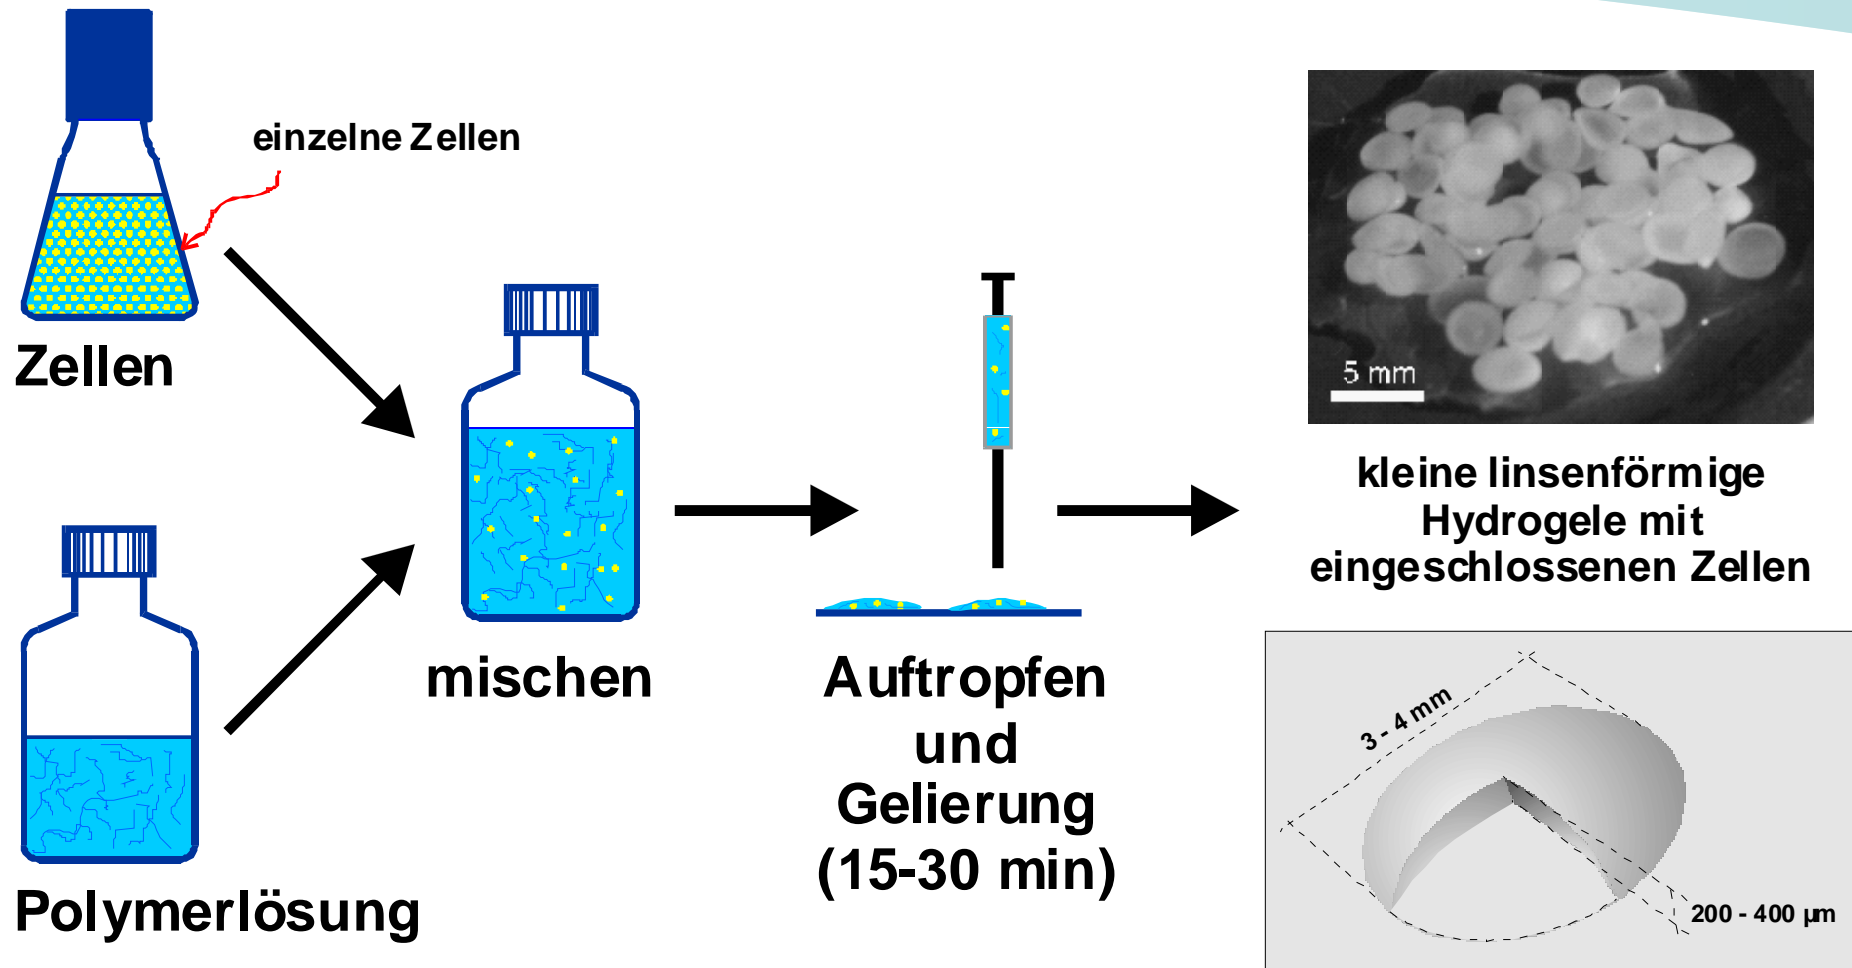 einzelne Zellen
Zellen
Polymerlösung
mischen
Auftropfen
und
Gelierung
(15-30 min)
5 mm
kleine linsenförmige
Hydrogele mit
eingeschlossenen Zellen
3 - 4 mm
200 - 400 µm